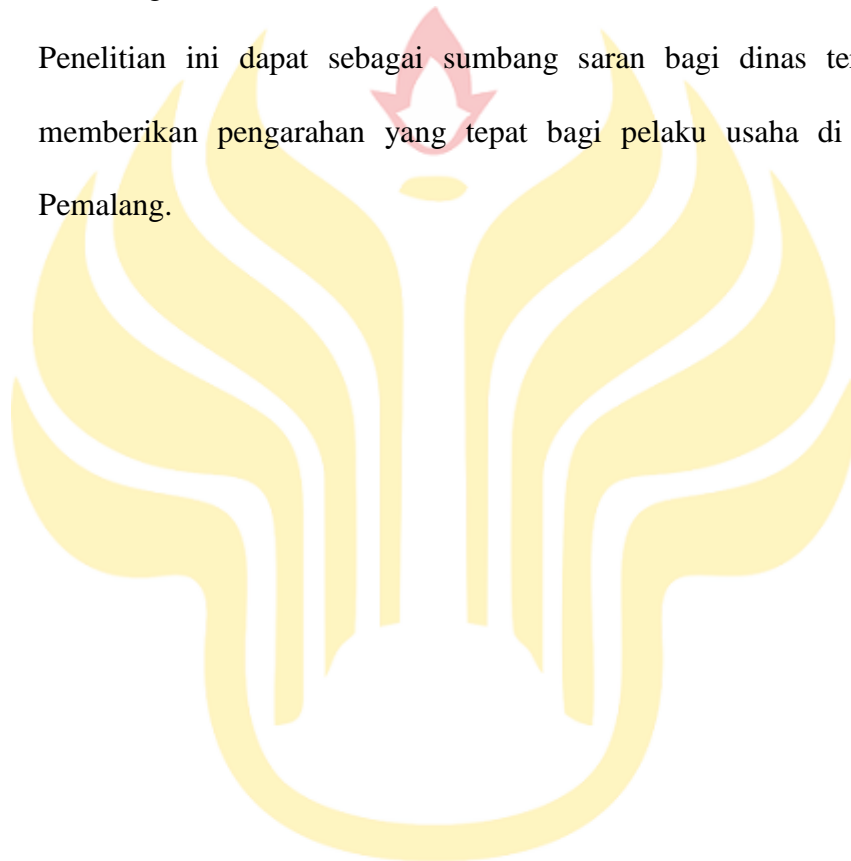 Penelitian ini dapat sebagai sumbang saran bagi dinas
memberikan pengarahan yang tepat bagi pelaku usaha di
Pemalang.